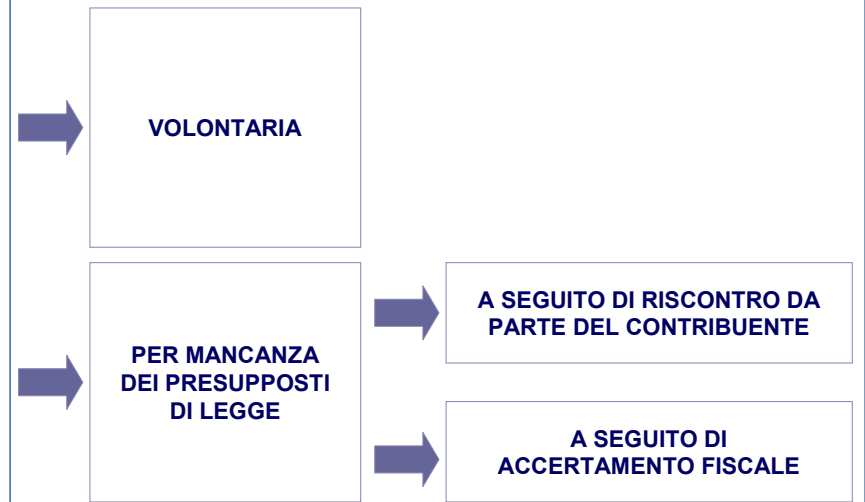 VOLONTARIA
PER MANCANZA
DEI PRESUPPOSTI
DI LEGGE
A SEGUITO DI RISCONTRO DA
PARTE DEL CONTRIBUENTE
A SEGUITO DI
ACCERTAMENTO FISCALE